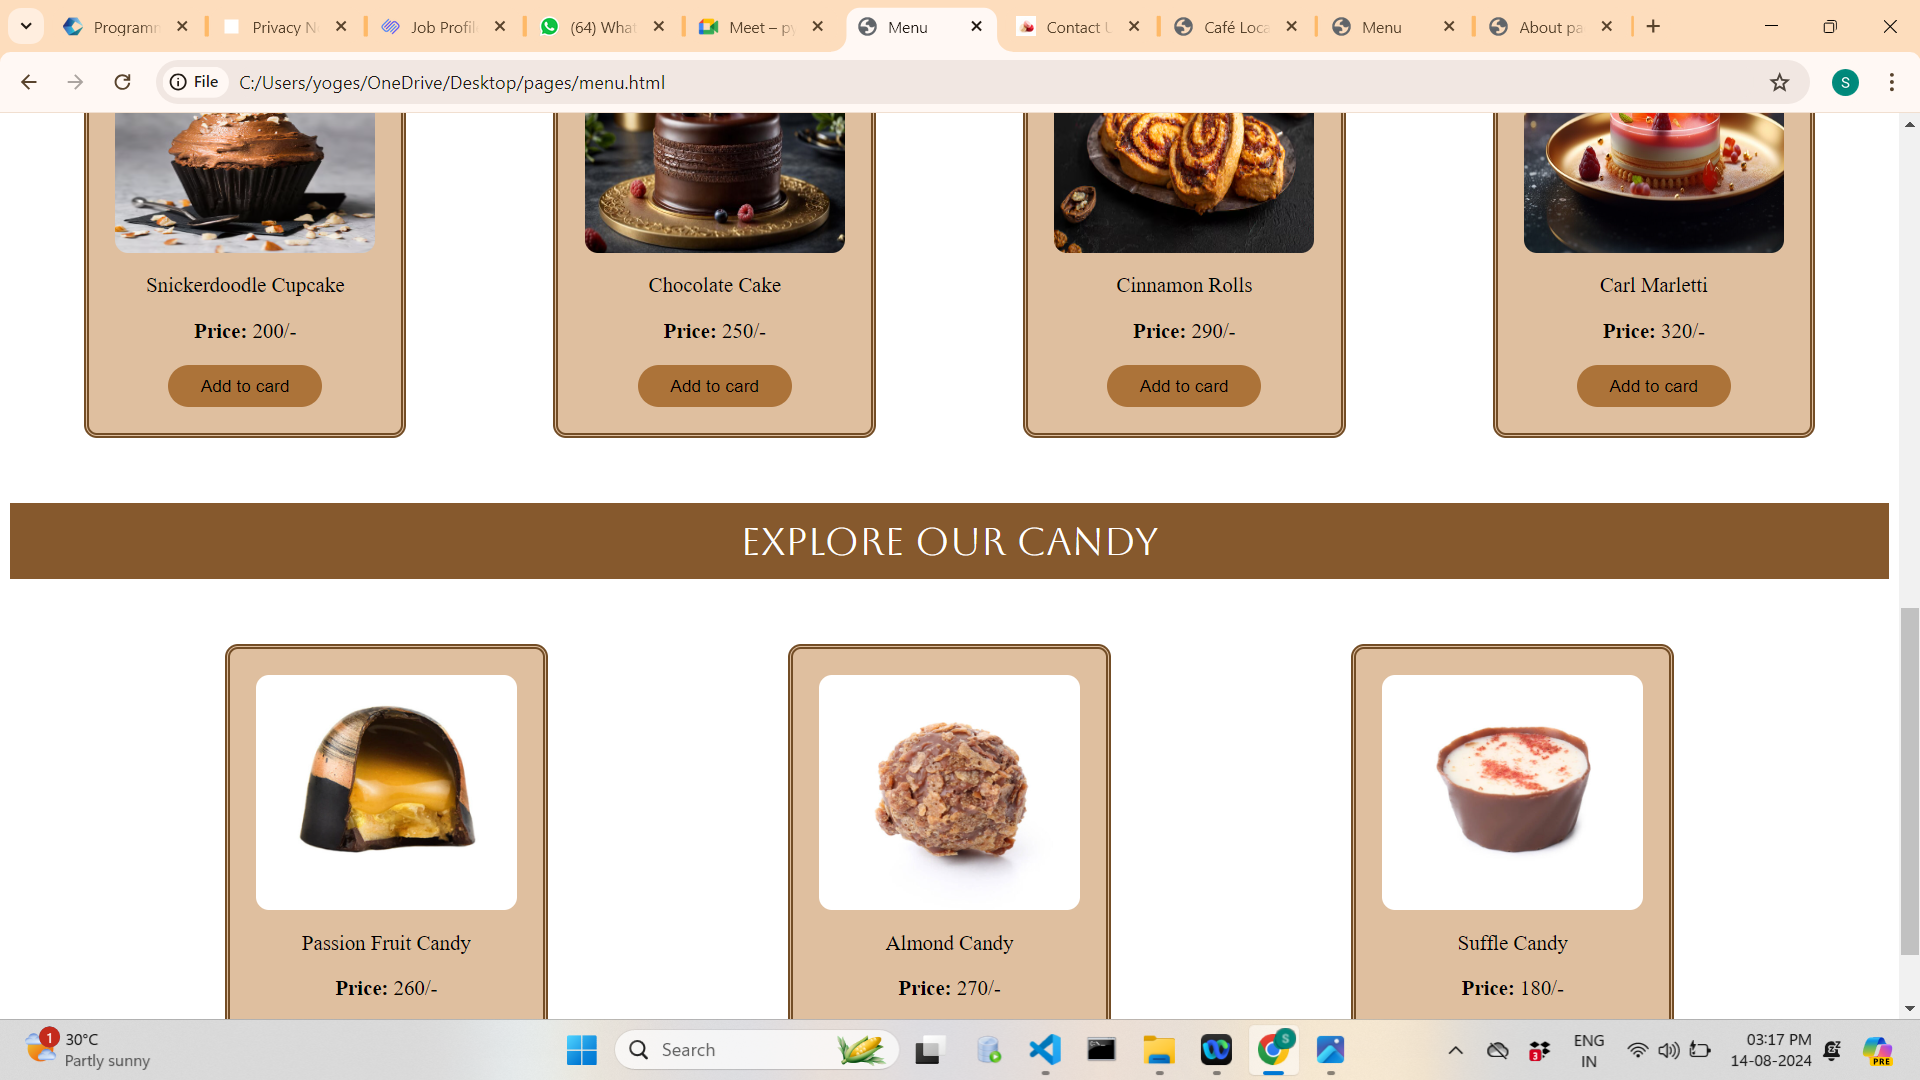 Programm
Privacy N
Job Profil
(64) What
Meet – py
Menu
Contact U
Café Loca
Menu
About pa
File
C:/Users/yoges/OneDrive/Desktop/pages/menu.html
S
Snickerdoodle Cupcake
Chocolate Cake
Cinnamon Rolls
Carl Marletti
Price: 200/-
Price: 250/-
Price: 290/-
Price: 320/-
Add to card
Add to card
Add to card
Add to card
EXPLORE OUR CANDY
Passion Fruit Candy
Almond Candy
Suffle Candy
Price: 260/-
Price: 270/-
Price: 180/-
1
30°C
Partly sunny
Search
S
3
ENG
IN
03:17 PM
14-08-2024
PRE